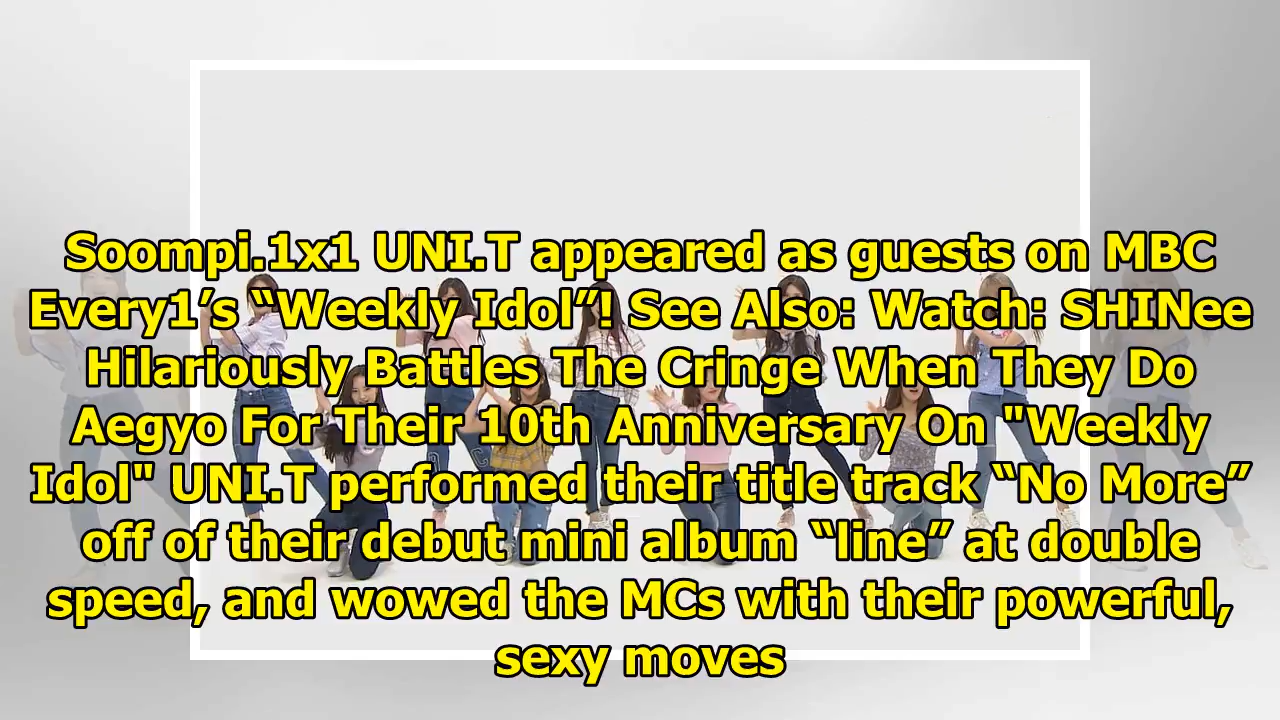 Soompi.1x1 UNI.T appeared as guests on MBC
Every1’s “Weekly Idol”! See Also: Watch: SHINee
Hilariously Battles The Cringe When They Do
Aegyo For Their 10th Anniversary On "Weekly
Idol" UNI.T performed their title track “No More”
off of their debut mini album “line” at double
speed, and wowed the MCs with their powerful,
sexy moves